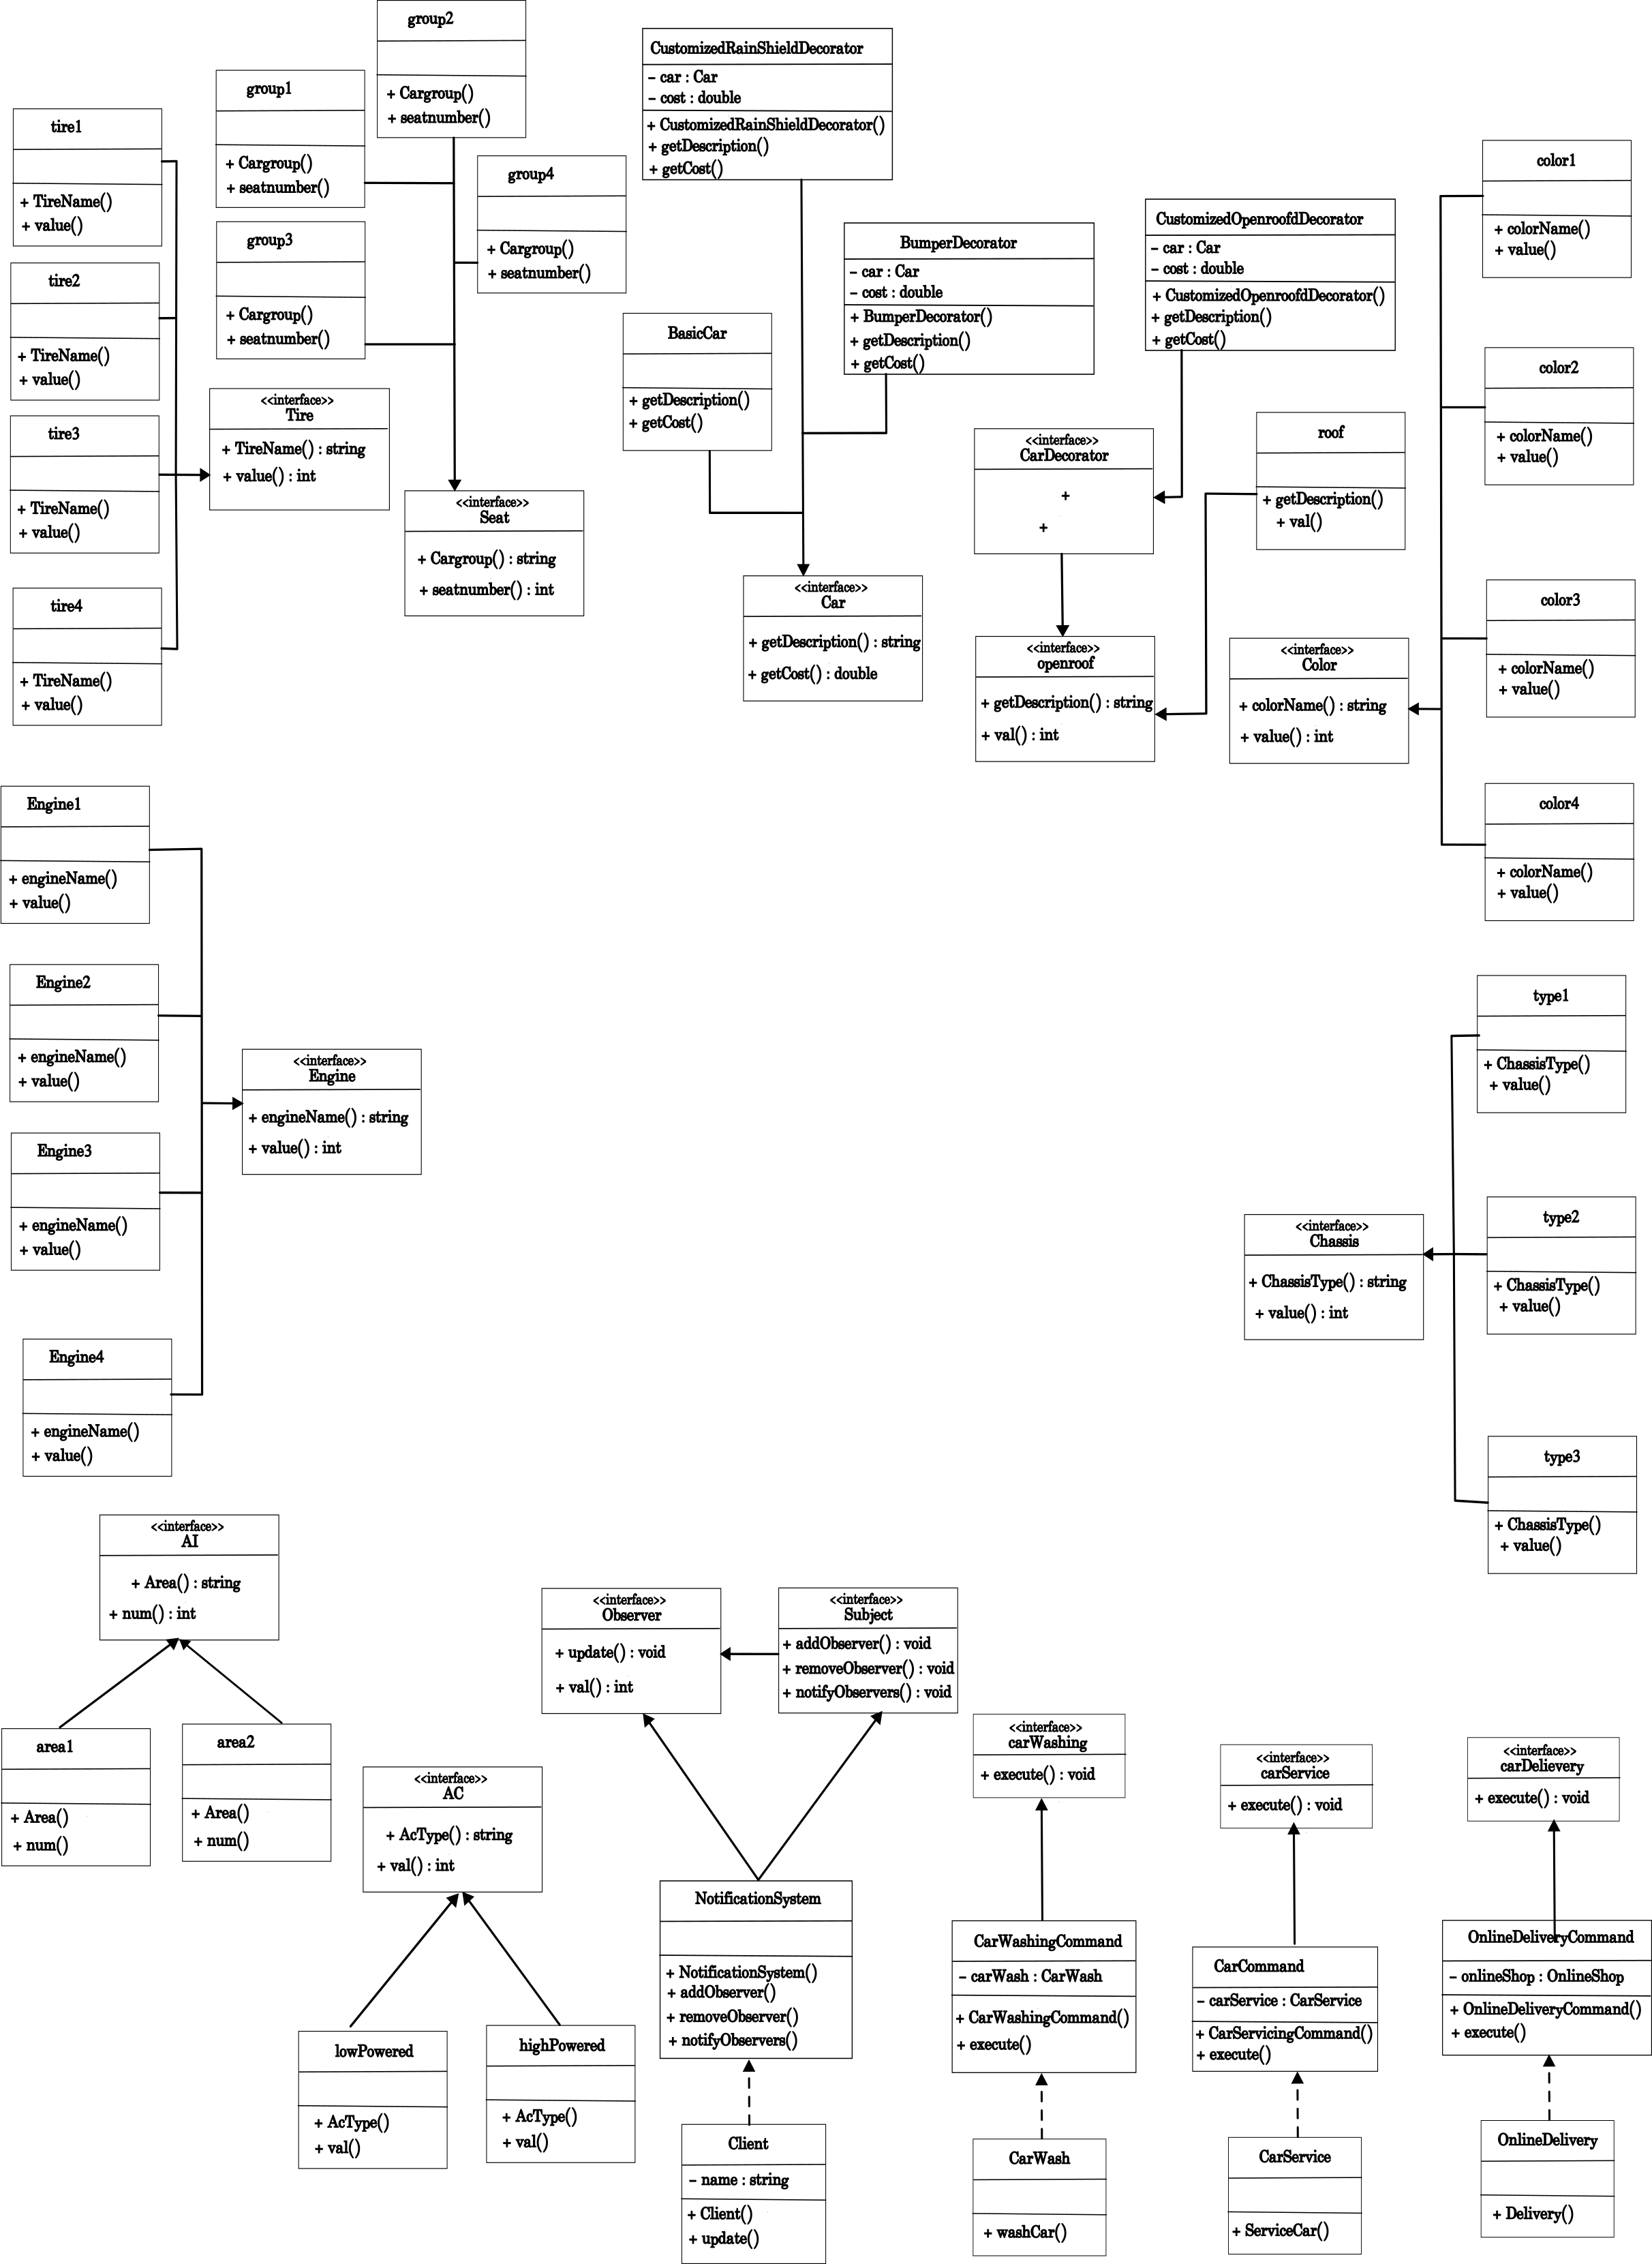 group2
+ Cargroup()
+ seatnumber()
group1
+ Cargroup()
+ seatnumber()
group4
+ Cargroup()
+ seatnumber()
group3
+ Cargroup()
+ seatnumber()
tire1
+ TireName()
+ value()
tire2
+ TireName()
+ value()
tire3
+ TireName()
+ value()
tire4
+ TireName()
+ value()
<<interface>>
Tire
+ TireName() : string
+ value() : int
<<interface>>
Seat
+ Cargroup() : string
+ seatnumber() : int
CustomizedRainShieldDecorator
− car : Car
− cost : double
+ CustomizedRainShieldDecorator()
+ getDescription()
+ getCost()
BumperDecorator
− car : Car
− cost : double
+ BumperDecorator()
+ getDescription()
+ getCost()
BasicCar
+ getDescription()
+ getCost()
<<interface>>
Car
+ getDescription() : string
+ getCost() : double
CustomizedOpenroofdDecorator
− car : Car
− cost : double
+ CustomizedOpenroofdDecorator()
+ getDescription()
+ getCost()
<<interface>>
CarDecorator
+
+
roof
+ getDescription()
+ val()
<<interface>>
openroof
+ getDescription() : string
+ val() : int
<<interface>>
Color
+ colorName() : string
+ value() : int
color1
+ colorName()
+ value()
color2
+ colorName()
+ value()
color3
+ colorName()
+ value()
color4
+ colorName()
+ value()
Engine1
+ engineName()
+ value()
Engine2
+ engineName()
+ value()
Engine3
+ engineName()
+ value()
Engine4
+ engineName()
+ value()
<<interface>>
Engine
+ engineName() : string
+ value() : int
type1
+ ChassisType()
+ value()
type2
+ ChassisType()
+ value()
type3
+ ChassisType()
+ value()
<<interface>>
Chassis
+ ChassisType() : string
+ value() : int
<<interface>>
AI
+ Area() : string
+ num() : int
area1
+ Area()
+ num()
area2
+ Area()
+ num()
<<interface>>
AC
+ AcType() : string
+ val() : int
lowPowered
+ AcType()
+ val()
highPowered
+ AcType()
+ val()
<<interface>>
Observer
+ update() : void
+ val() : int
<<interface>>
Subject
+ addObserver() : void
+ removeObserver() : void
+ notifyObservers() : void
NotificationSystem
+ NotificationSystem()
+ addObserver()
+ removeObserver()
+ notifyObservers()
Client
− name : string
+ Client()
+ update()
<<interface>>
carWashing
+ execute() : void
CarWashingCommand
− carWash : CarWash
+ CarWashingCommand()
+ execute()
CarWash
+ washCar()
<<interface>>
carService
+ execute() : void
CarCommand
− carService : CarService
+ CarServicingCommand()
+ execute()
CarService
+ ServiceCar()
<<interface>>
carDelievery
+ execute() : void
OnlineDeliveryCommand
− onlineShop : OnlineShop
+ OnlineDeliveryCommand()
+ execute()
OnlineDelivery
+ Delivery()